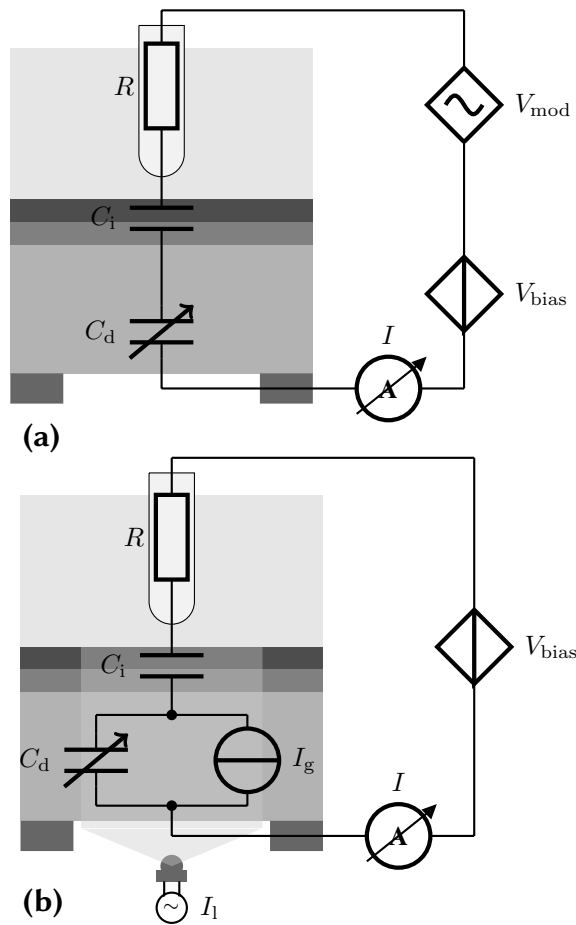 R
V_mod
C_i
V_bias
C_d
I
A
(a)
R
C_i
V_bias
C_d
I_g
I
A
(b)
I_l